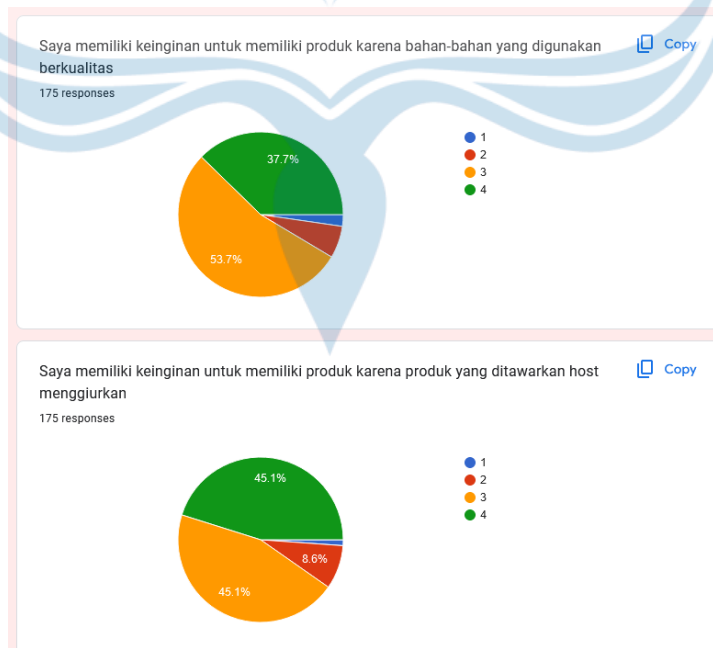 Saya memiliki keinginan untuk memiliki produk karena bahan-bahan yang digunakan
berkualitas
Copy
175 responses
37.7%
53.7%
1
2
3
4
Saya memiliki keinginan untuk memiliki produk karena produk yang ditawarkan host
menggiurkan
Copy
175 responses
45.1%
8.6%
45.1%
1
2
3
4